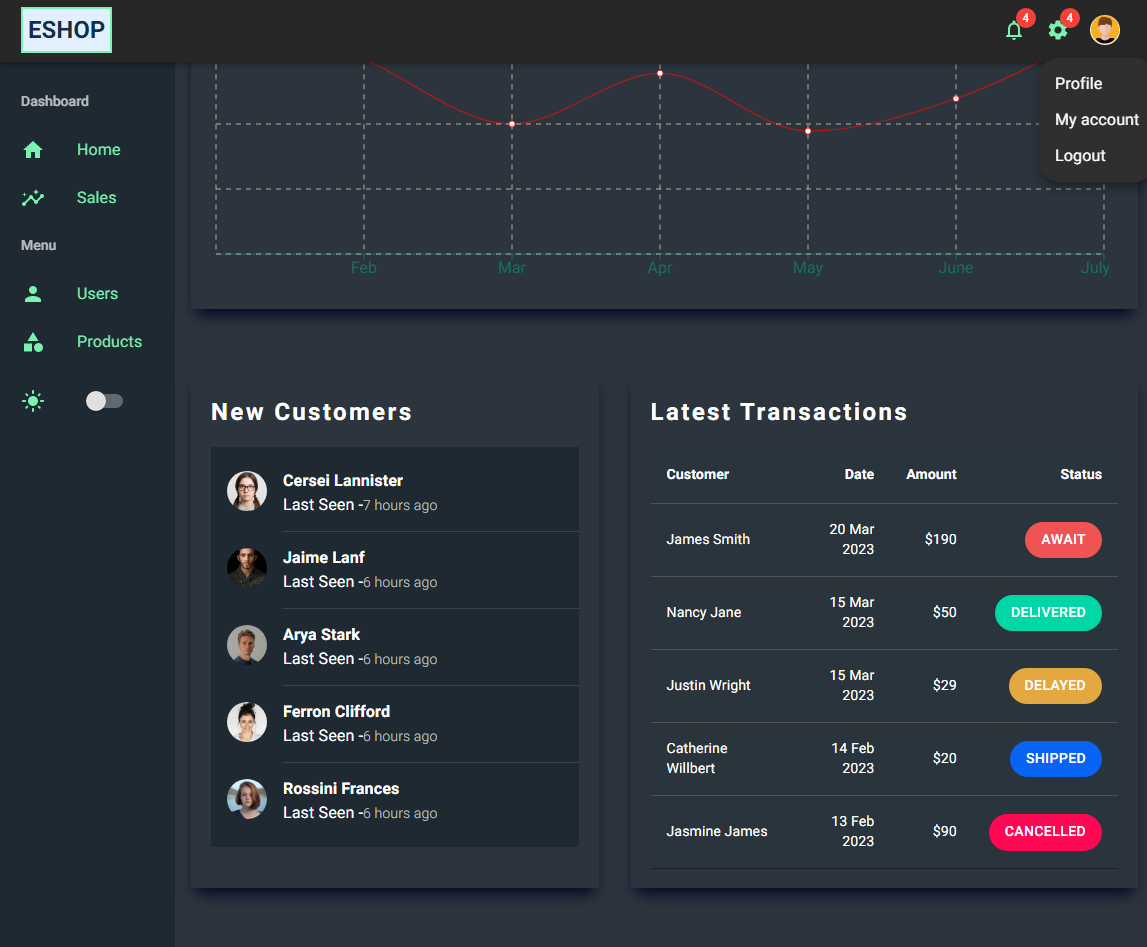 ESHOP
4
4
Profile
My account
Logout
Dashboard
Home
Sales
Menu
Users
Products
Feb Mar Apr May June July
New Customers
Cersei Lannister
Last Seen -7 hours ago
Jaime Lanf
Last Seen -6 hours ago
Arya Stark
Last Seen -6 hours ago
Ferron Clifford
Last Seen -6 hours ago
Rossini Frances
Last Seen -6 hours ago
Latest Transactions
Customer Date Amount Status
James Smith 20 Mar 2023 $190 AWAIT
Nancy Jane 15 Mar 2023 $50 DELIVERED
Justin Wright 15 Mar 2023 $29 DELAYED
Catherine Willbert 14 Feb 2023 $20 SHIPPED
Jasmine James 13 Feb 2023 $90 CANCELLED